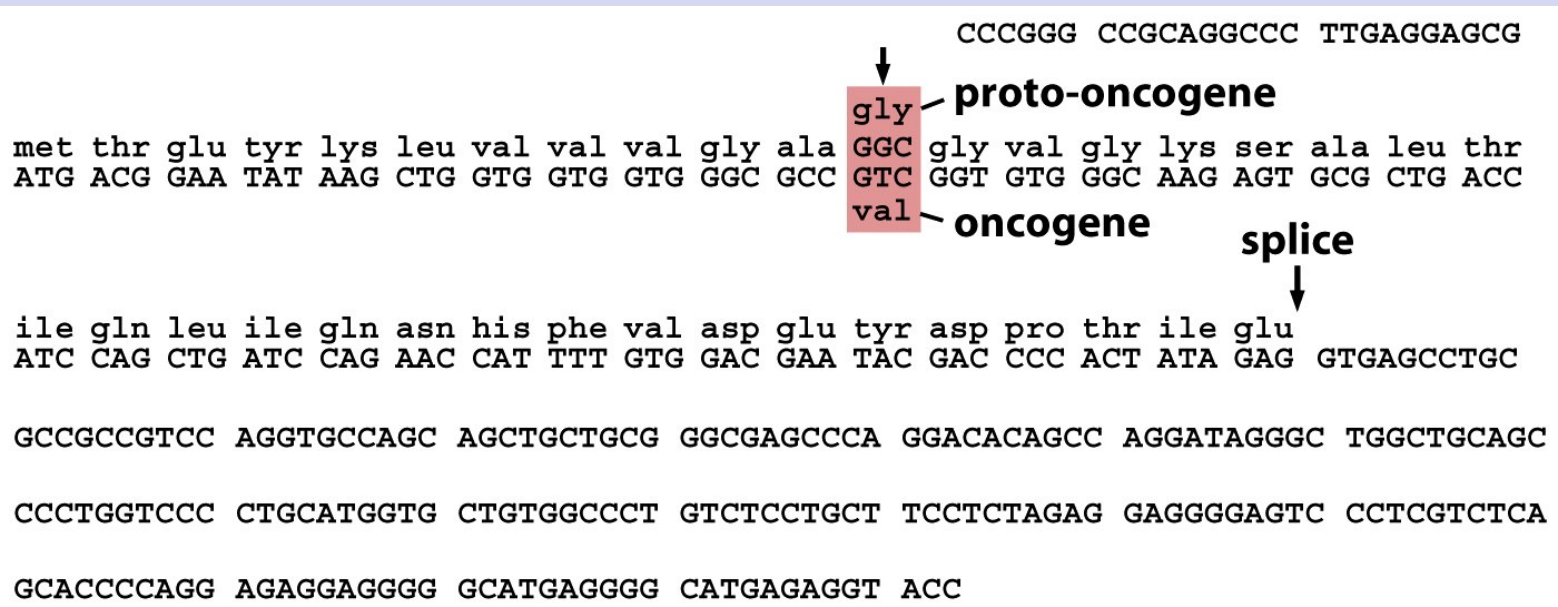 CCCGGG CCGCAGGCCC TTGAGGAGCG
gly proto-oncogene
met thr glu tyr lys leu val val val gly ala GGC gly val gly lys ser ala leu thr
ATG ACG GAA TAT AAG CTG GTG GTG GTG GGC GCC GTC GGT GTG GGC AAG AGT GCG CTG ACC
val oncogene
splice
ile gln leu ile gln asn his phe val asp glu tyr asp pro thr ile glu
ATC CAG CTG ATC CAG AAC CAT TTT GTG GAC GAA TAC GAC CCC ACT ATA GAG GTGAGCCTGC
GCCGCCGTCC AGGTGCCAGC AGCTGCTGCG GGCGAGCCCA GGACACAGCC AGGATAGGGC TGGCTGCAGC
CCCTGGTCCC CTGCATGGTG CTGTGGCCCT GTCTCCTGCT TCCTCTAGAG GAGGGGAGTC CCTCGTCTCA
GCACCCCAGG AGAGGAGGGG GCATGAGGGG CATGAGAGGT ACC